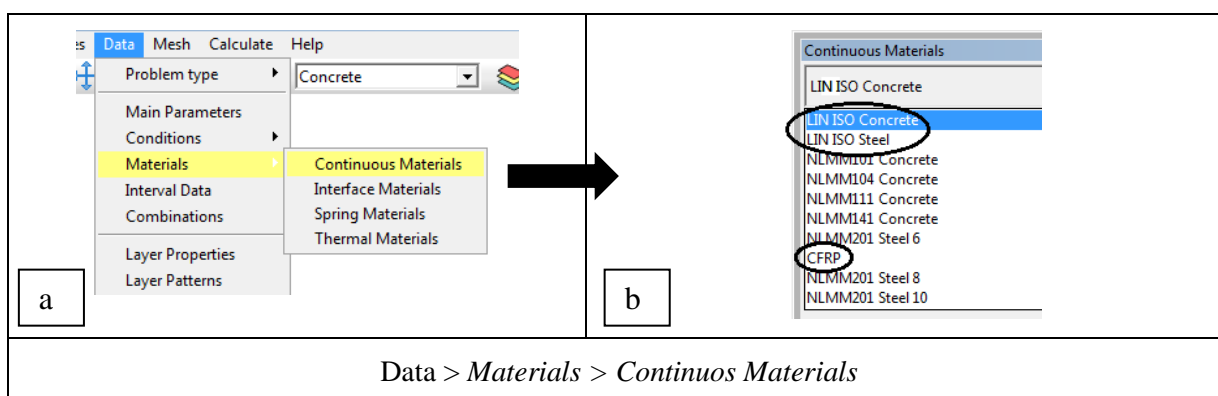 es Data Mesh Calculate Help
Problem type
Concrete
Main Parameters
Conditions
Materials
Interval Data
Combinations
Layer Properties
Layer Patterns
Continuous Materials
Interface Materials
Spring Materials
Thermal Materials
a
Continuous Materials
LIN ISO Concrete
LIN ISO Concrete
LIN ISO Steel
NLMM101 Concrete
NLMM104 Concrete
NLMM111 Concrete
NLMM141 Concrete
NLMM201 Steel 6
CFRP
NLMM201 Steel 8
NLMM201 Steel 10
b
Data > Materials > Continuos Materials